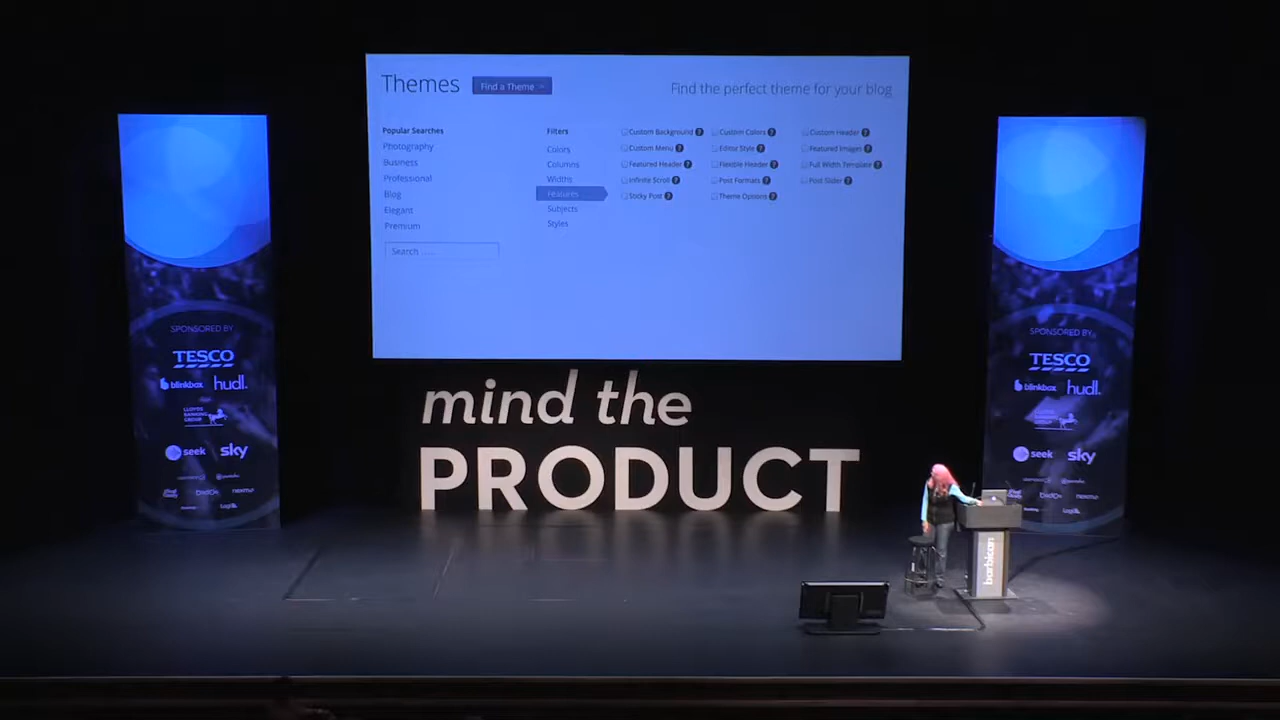 Themes
Find a Theme
Find the perfect theme for your blog
Popular Searches
Photography
Business
Professional
Blog
Elegant
Premium
Search .....
Filters
Colors
Columns
Widths
Features
Subjects
Styles
Custom Background ? Custom Colors ? Custom Header ?
Custom Menu ? Editor Style ? Featured Images ?
Featured Header ? Flexible Header ? Full Width Template ?
Infinite Scroll ? Post Formats ? Post Slider ?
Sticky Post ? Theme Options ?
SPONSORED BY
TESCO
blinkbox hudl.
LLOYDS
BANKING
GROUP
seek sky
mind the
PRODUCT
SPONSORED BY
TESCO
blinkbox hudl.
seek sky
barbican